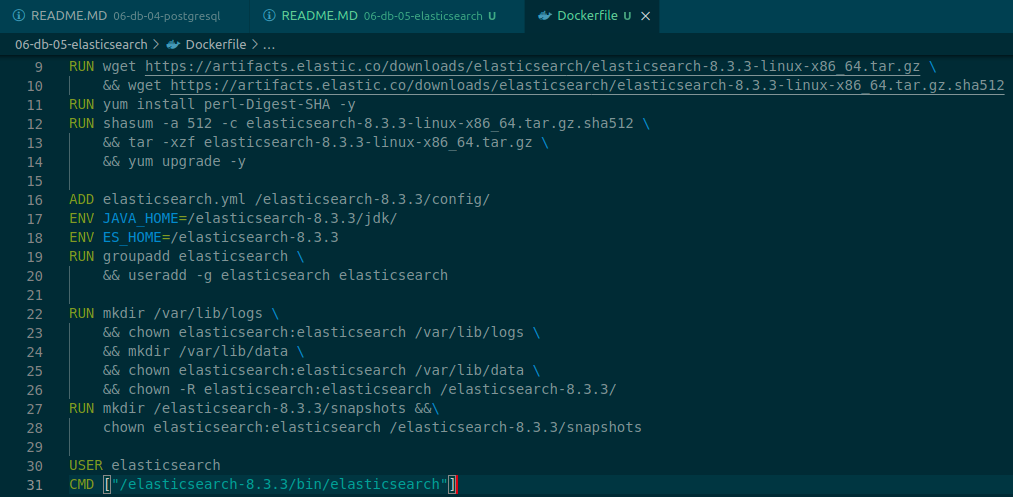 README.MD 06-db-04-postgresql README.MD 06-db-05-elasticsearch U Dockerfile U
06-db-05-elasticsearch > Dockerfile > ...
9 RUN wget https://artifacts.elastic.co/downloads/elasticsearch/elasticsearch-8.3.3-linux-x86_64.tar.gz \
10 && wget https://artifacts.elastic.co/downloads/elasticsearch/elasticsearch-8.3.3-linux-x86_64.tar.gz.sha512
11 RUN yum install perl-Digest-SHA -y
12 RUN shasum -a 512 -c elasticsearch-8.3.3-linux-x86_64.tar.gz.sha512 \
13 && tar -xzf elasticsearch-8.3.3-linux-x86_64.tar.gz \
14 && yum upgrade -y
15
16 ADD elasticsearch.yml /elasticsearch-8.3.3/config/
17 ENV JAVA_HOME=/elasticsearch-8.3.3/jdk/
18 ENV ES_HOME=/elasticsearch-8.3.3
19 RUN groupadd elasticsearch \
20 && useradd -g elasticsearch elasticsearch
21
22 RUN mkdir /var/lib/logs \
23 && chown elasticsearch:elasticsearch /var/lib/logs \
24 && mkdir /var/lib/data \
25 && chown elasticsearch:elasticsearch /var/lib/data \
26 && chown -R elasticsearch:elasticsearch /elasticsearch-8.3.3/
27 RUN mkdir /elasticsearch-8.3.3/snapshots &&\
28 chown elasticsearch:elasticsearch /elasticsearch-8.3.3/snapshots
29
30 USER elasticsearch
31 CMD ["/elasticsearch-8.3.3/bin/elasticsearch"]